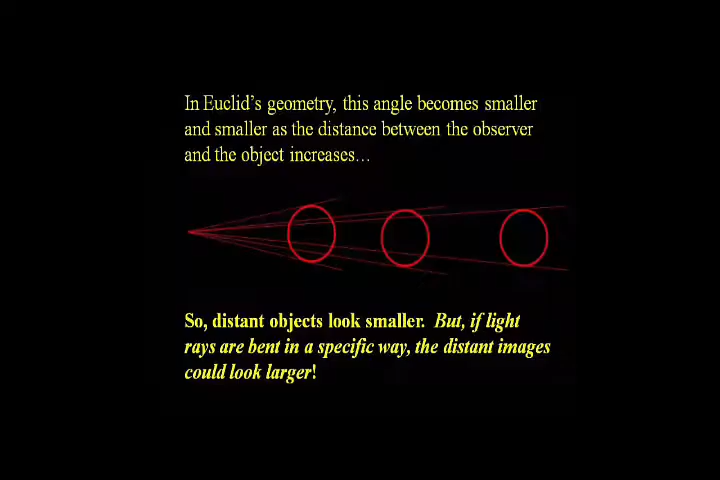 In Euclid's geometry, this angle becomes smaller
and smaller as the distance between the observer
and the object increases…
So, distant objects look smaller. But, if light
rays are bent in a specific way, the distant images
could look larger!